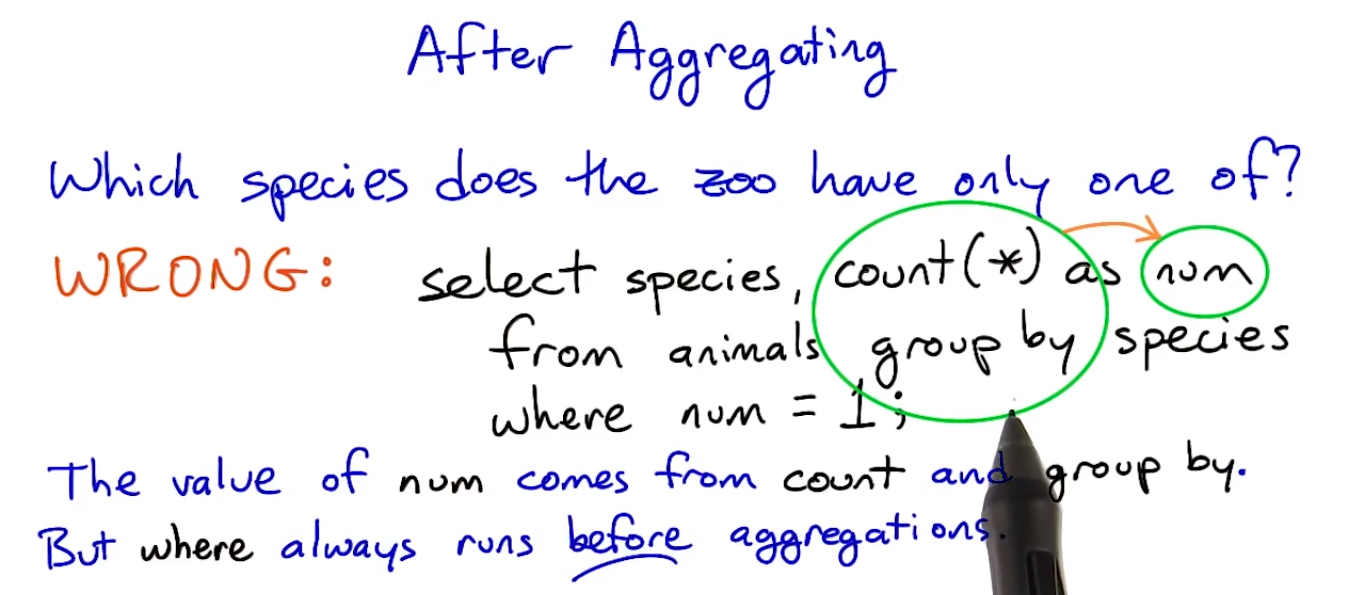 After Aggregating
Which species does the zoo have only one of?
WRONG: select species, count(*) as num
from animals group by species
where num = 1;
The value of num comes from count and group by.
But where always runs before aggregations.